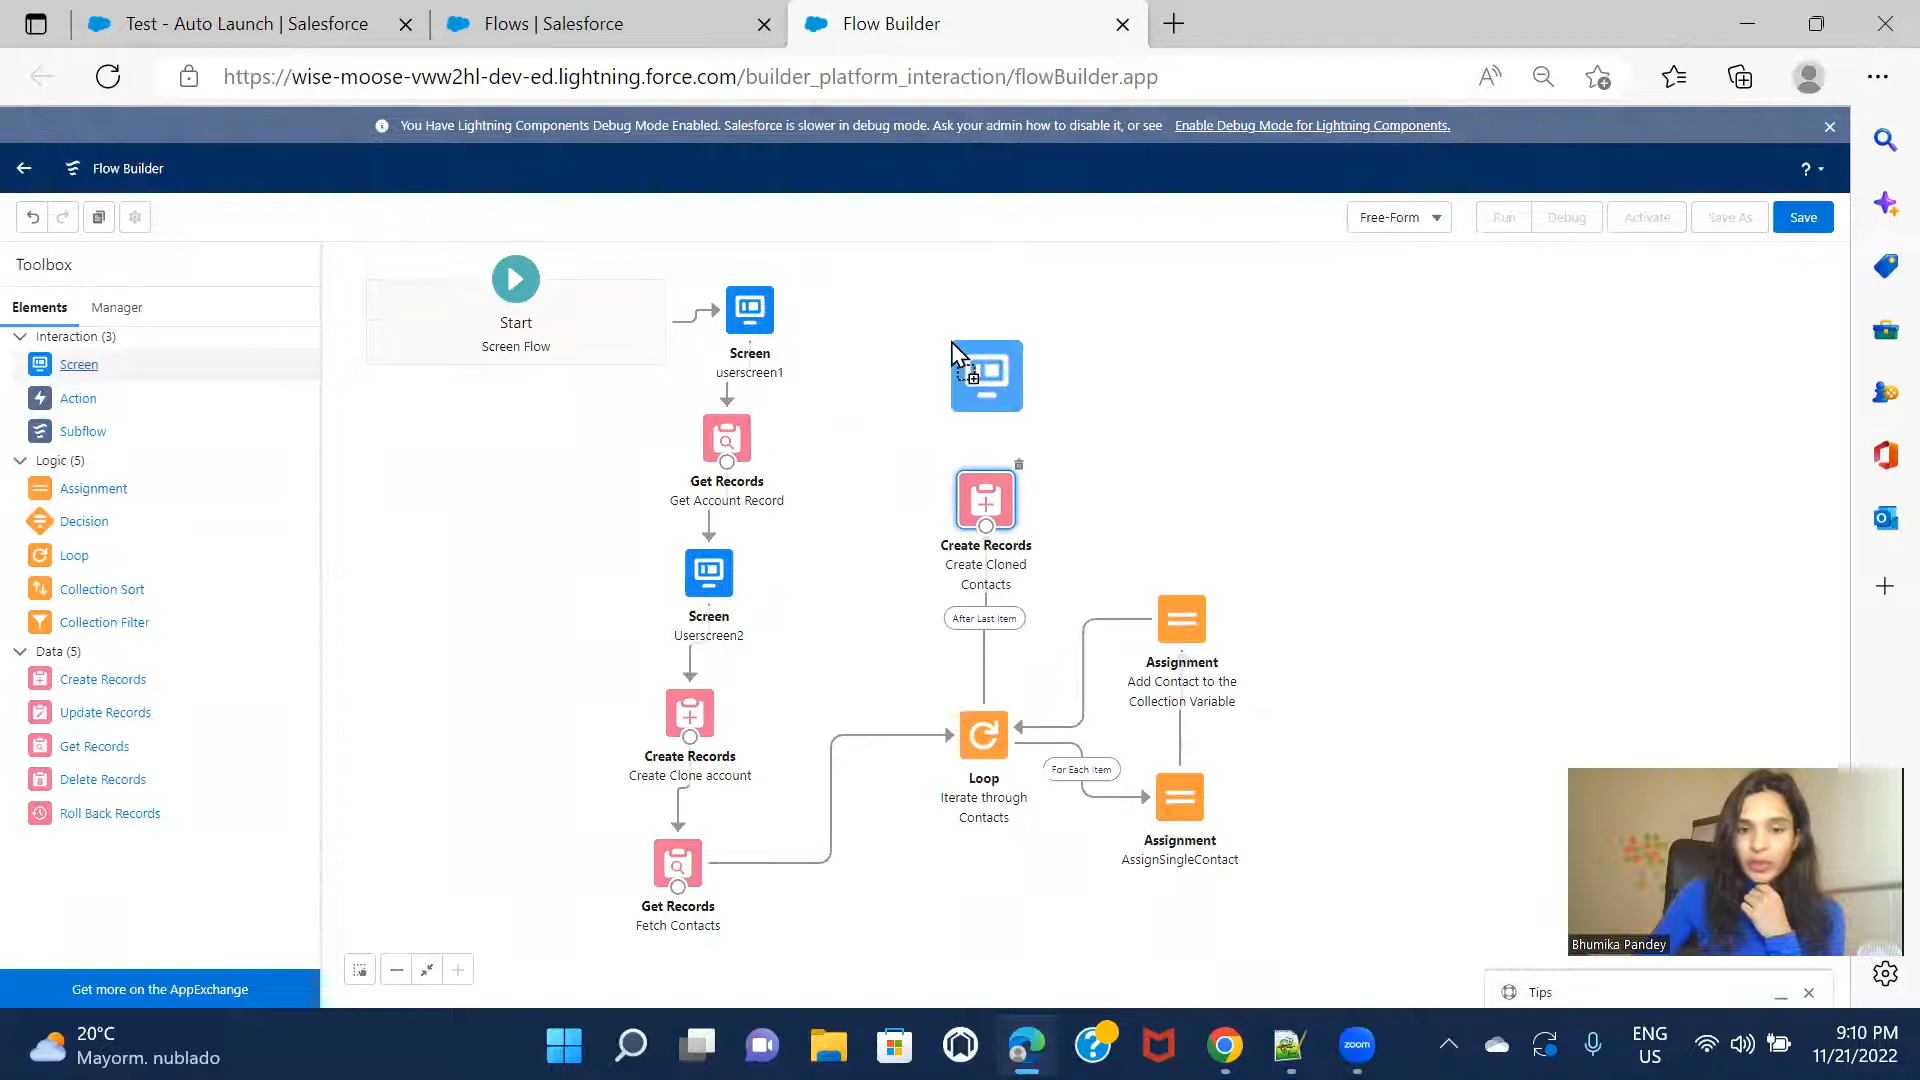 Test - Auto Launch | Salesforce
Flows | Salesforce
Flow Builder
https://wise-moose-vww2hl-dev-ed.lightning.force.com/builder_platform_interaction/flowBuilder.app
You Have Lightning Components Debug Mode Enabled. Salesforce is slower in debug mode. Ask your admin how to disable it, or see Enable Debug Mode for Lightning Components.
Flow Builder
?
Free-Form
Run
Debug
Activate
Save As
Save
Toolbox
Elements
Manager
Interaction (3)
Screen
Action
Subflow
Logic (5)
Assignment
Decision
Loop
Collection Sort
Collection Filter
Data (5)
Create Records
Update Records
Get Records
Delete Records
Roll Back Records
Get more on the AppExchange
Start
Screen Flow
Screen
userscreen1
Get Records
Get Account Record
Screen
Userscreen2
Create Records
Create Clone account
Get Records
Fetch Contacts
Create Records
Create Cloned
Contacts
After Last Item
Loop
Iterate through
Contacts
For Each Item
Assignment
Add Contact to the
Collection Variable
Assignment
AssignSingleContact
Bhumika Pandey
Tips
20°C
Mayorm. nublado
zoom
ENG
US
9:10 PM
11/21/2022